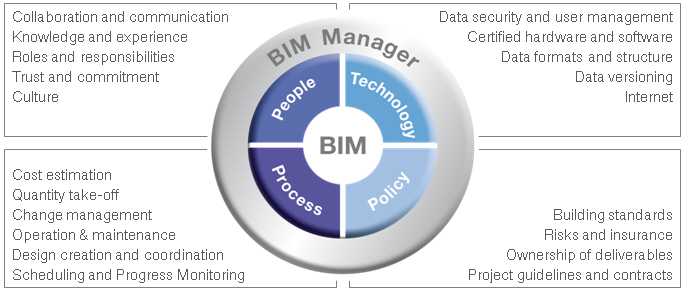 Collaboration and communication
Knowledge and experience
Roles and responsibilities
Trust and commitment
Culture
Data security and user management
Certified hardware and software
Data formats and structure
Data versioning
Internet
BIM Manager
People
Technology
BIM
Process
Policy
Cost estimation
Quantity take-off
Change management
Operation & maintenance
Design creation and coordination
Scheduling and Progress Monitoring
Building standards
Risks and insurance
Ownership of deliverables
Project guidelines and contracts